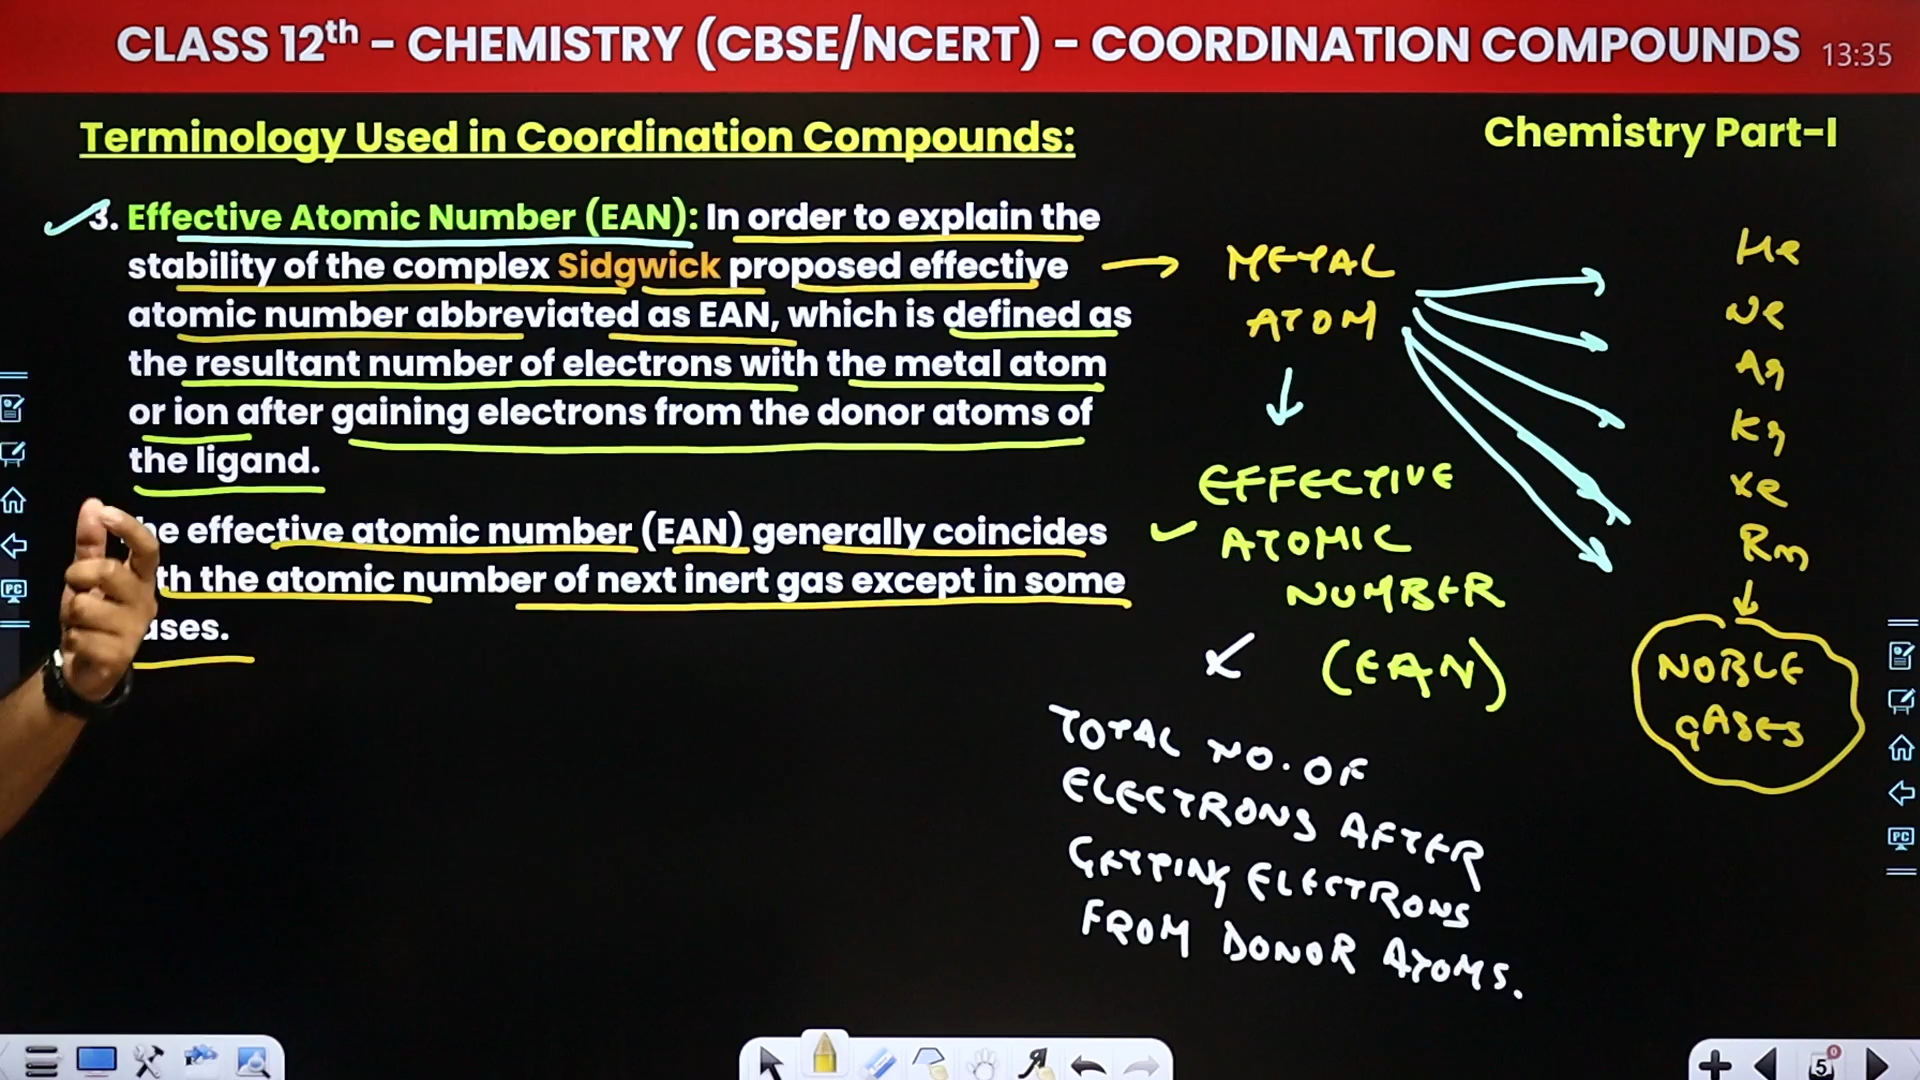 CLASS 12th – CHEMISTRY (CBSE/NCERT) – COORDINATION COMPOUNDS
13:35
Terminology Used in Coordination Compounds:
Chemistry Part-I
3. Effective Atomic Number (EAN): In order to explain the
stability of the complex Sidgwick proposed effective
atomic number abbreviated as EAN, which is defined as
the resultant number of electrons with the metal atom
or ion after gaining electrons from the donor atoms of
the ligand.
effective atomic number (EAN) generally coincides
the atomic number of next inert gas except in some
METAL
ATOM
EFFECTIVE
ATOMIC
NUMBER
(EAN)
TOTAL NO. OF
ELECTRONS AFTER
GETTING ELECTRONS
FROM DONOR ATOMS.
He
Ne
Ar
Kr
Xe
Rn
NOBLE
GASES
PC
PC
5
0